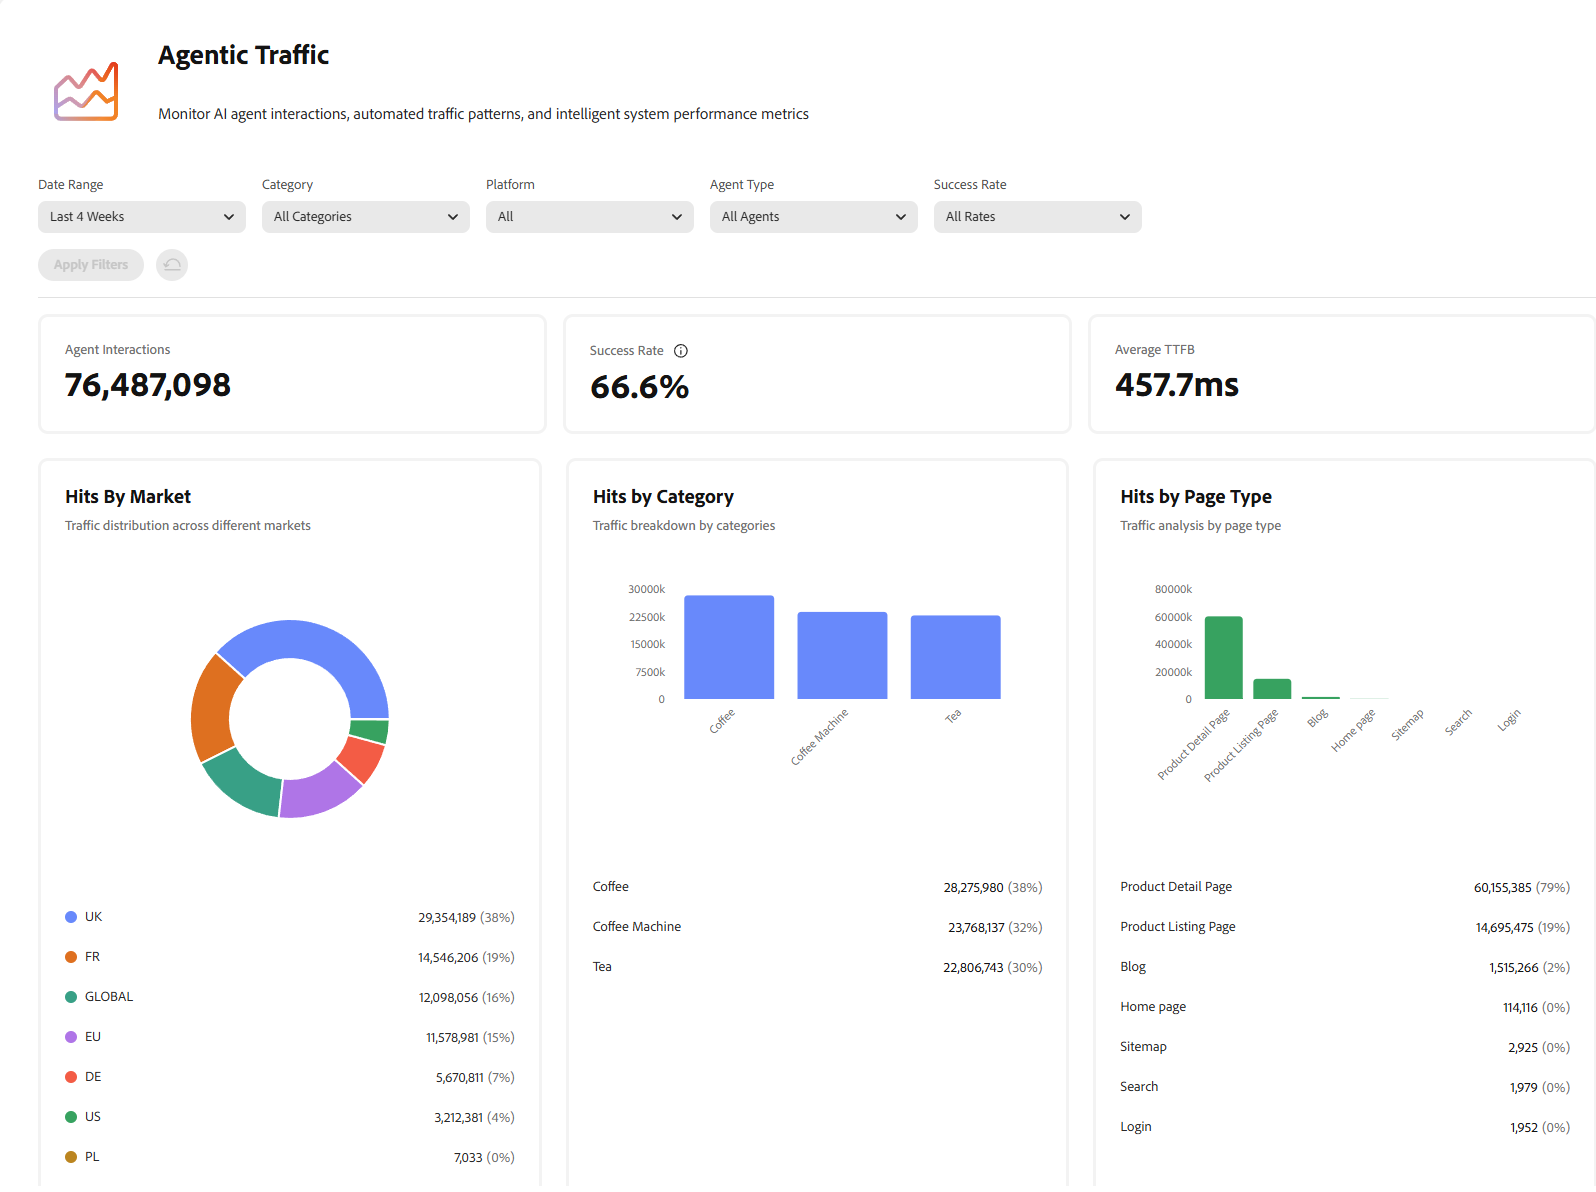 Agentic Traffic
Monitor AI agent interactions, automated traffic patterns, and intelligent system performance metrics
Date Range
Category
Platform
Agent Type
Success Rate
Last 4 Weeks
All Categories
All
All Agents
All Rates
Apply Filters
Agent Interactions
76,487,098
Success Rate
66.6%
Average TTFB
457.7ms
Hits By Market
Traffic distribution across different markets
UK 29,354,189 (38%)
FR 14,546,206 (19%)
GLOBAL 12,098,056 (16%)
EU 11,578,981 (15%)
DE 5,670,811 (7%)
US 3,212,381 (4%)
PL 7,033 (0%)
Hits by Category
Traffic breakdown by categories
30000k
22500k
15000k
7500k
0
Coffee
Coffee Machine
Tea
Coffee 28,275,980 (38%)
Coffee Machine 23,768,137 (32%)
Tea 22,806,743 (30%)
Hits by Page Type
Traffic analysis by page type
80000k
60000k
40000k
20000k
0
Product Detail Page
Product Listing Page
Blog
Home page
Sitemap
Search
Login
Product Detail Page 60,155,385 (79%)
Product Listing Page 14,695,475 (19%)
Blog 1,515,266 (2%)
Home page 114,116 (0%)
Sitemap 2,925 (0%)
Search 1,979 (0%)
Login 1,952 (0%)